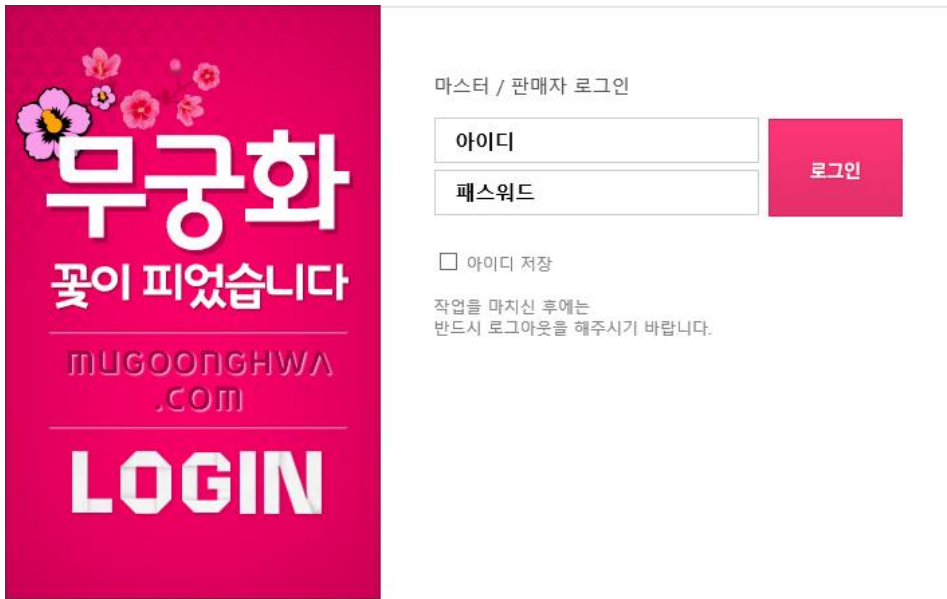 무궁화
꽃이 피었습니다
MUGOONGHWA
.COM
LOGIN
마스터 / 판매자 로그인
아이디
패스워드
로그인
아이디 저장
작업을 마치신 후에는
반드시 로그아웃을 해주시기 바랍니다.